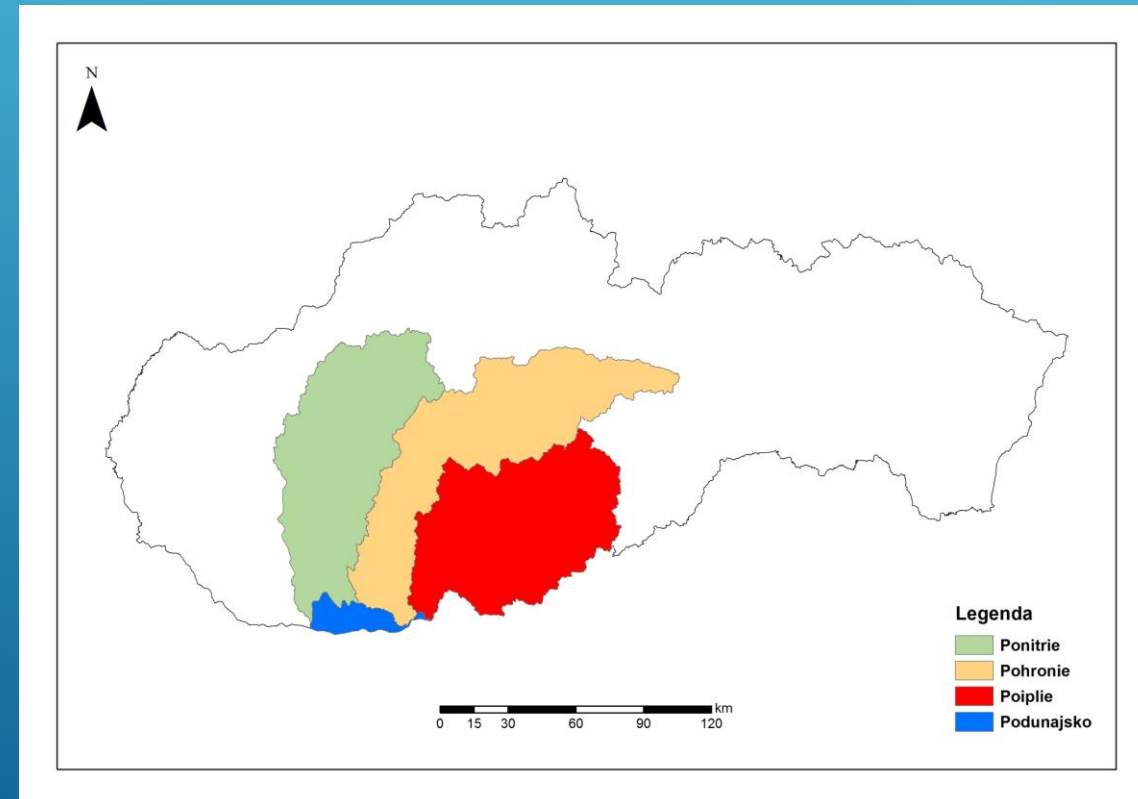 N
Legenda
Ponitrie
Pohronie
Poiplie
Podunajsko
km
0 15 30 60 90 120